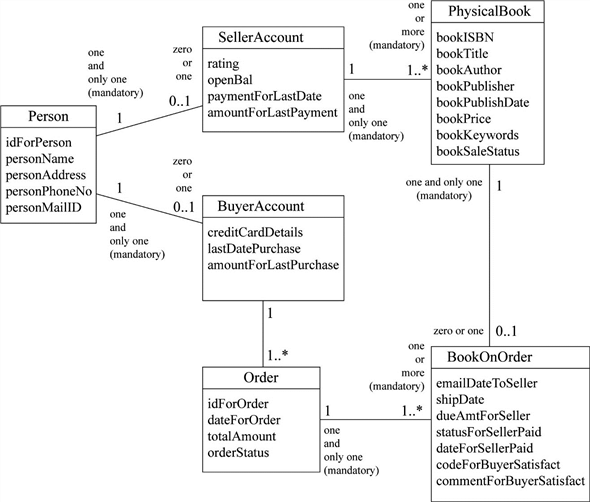 Person
idForPerson
personName
personAddress
personPhoneNo
personMailID
one
and
only one
(mandatory)
1
zero
or
one
0..1
SellerAccount
rating
openBal
paymentForLastDate
amountForLastPayment
1
one
and
only one
(mandatory)
one
or
more
(mandatory)
1..*
PhysicalBook
bookISBN
bookTitle
bookAuthor
bookPublisher
bookPublishDate
bookPrice
bookKeywords
bookSaleStatus
1
one
and
only one
(mandatory)
zero
or
one
0..1
BuyerAccount
creditCardDetails
lastDatePurchase
amountForLastPurchase
one and only one
(mandatory)
1
1
1..*
zero or one
0..1
Order
idForOrder
dateForOrder
totalAmount
orderStatus
1
one
and
only one
(mandatory)
one
or
more
(mandatory)
1..*
BookOnOrder
emailDateToSeller
shipDate
dueAmtForSeller
statusForSellerPaid
dateForSellerPaid
codeForBuyerSatisfact
commentForBuyerSatisfact